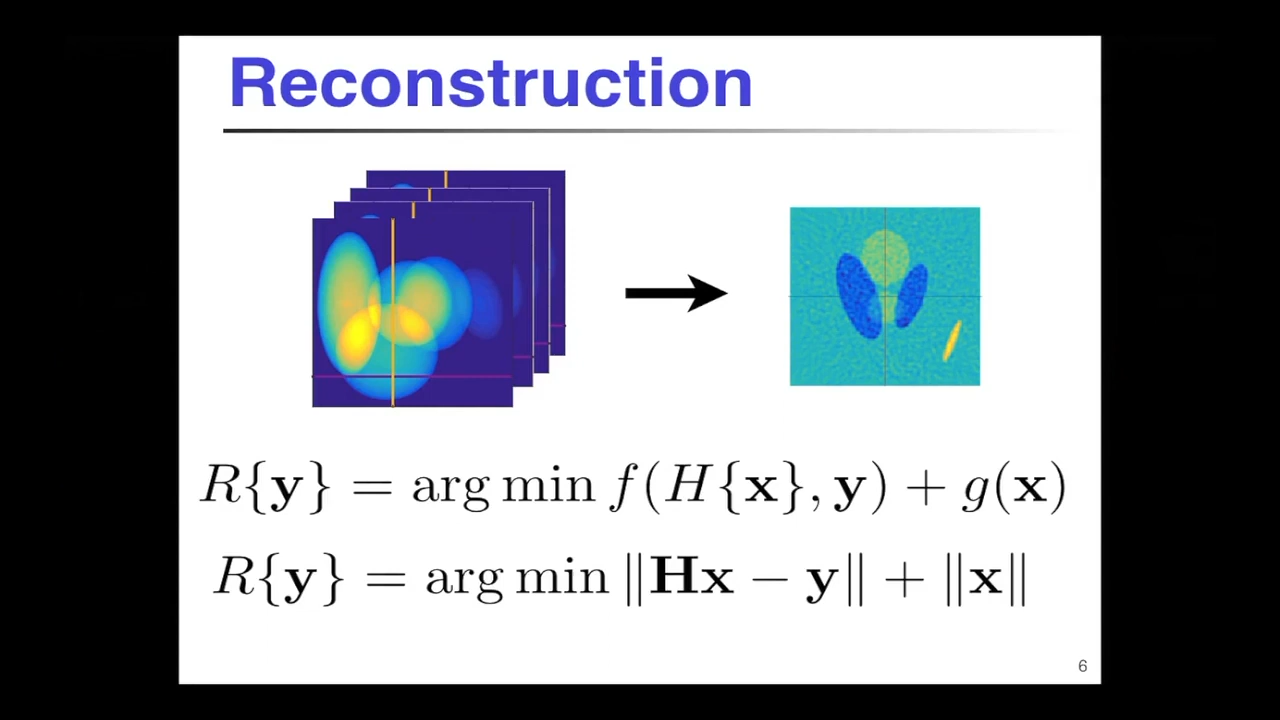 Reconstruction
R{y} = arg min f(H{x}, y) + g(x)
R{y} = arg min ‖Hx − y‖ + ‖x‖
6